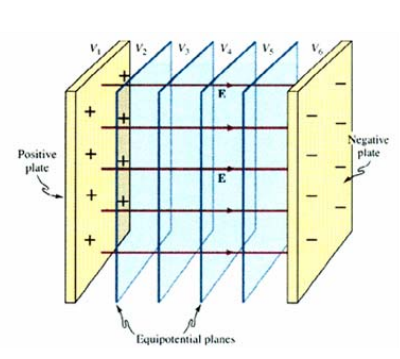 V₁ V₂ V₃ V₄ V₅ V₆
+ + + + + + + + +
E
E
− − − − − − − − −
Positive
plate
Negative
plate
Equipotential planes